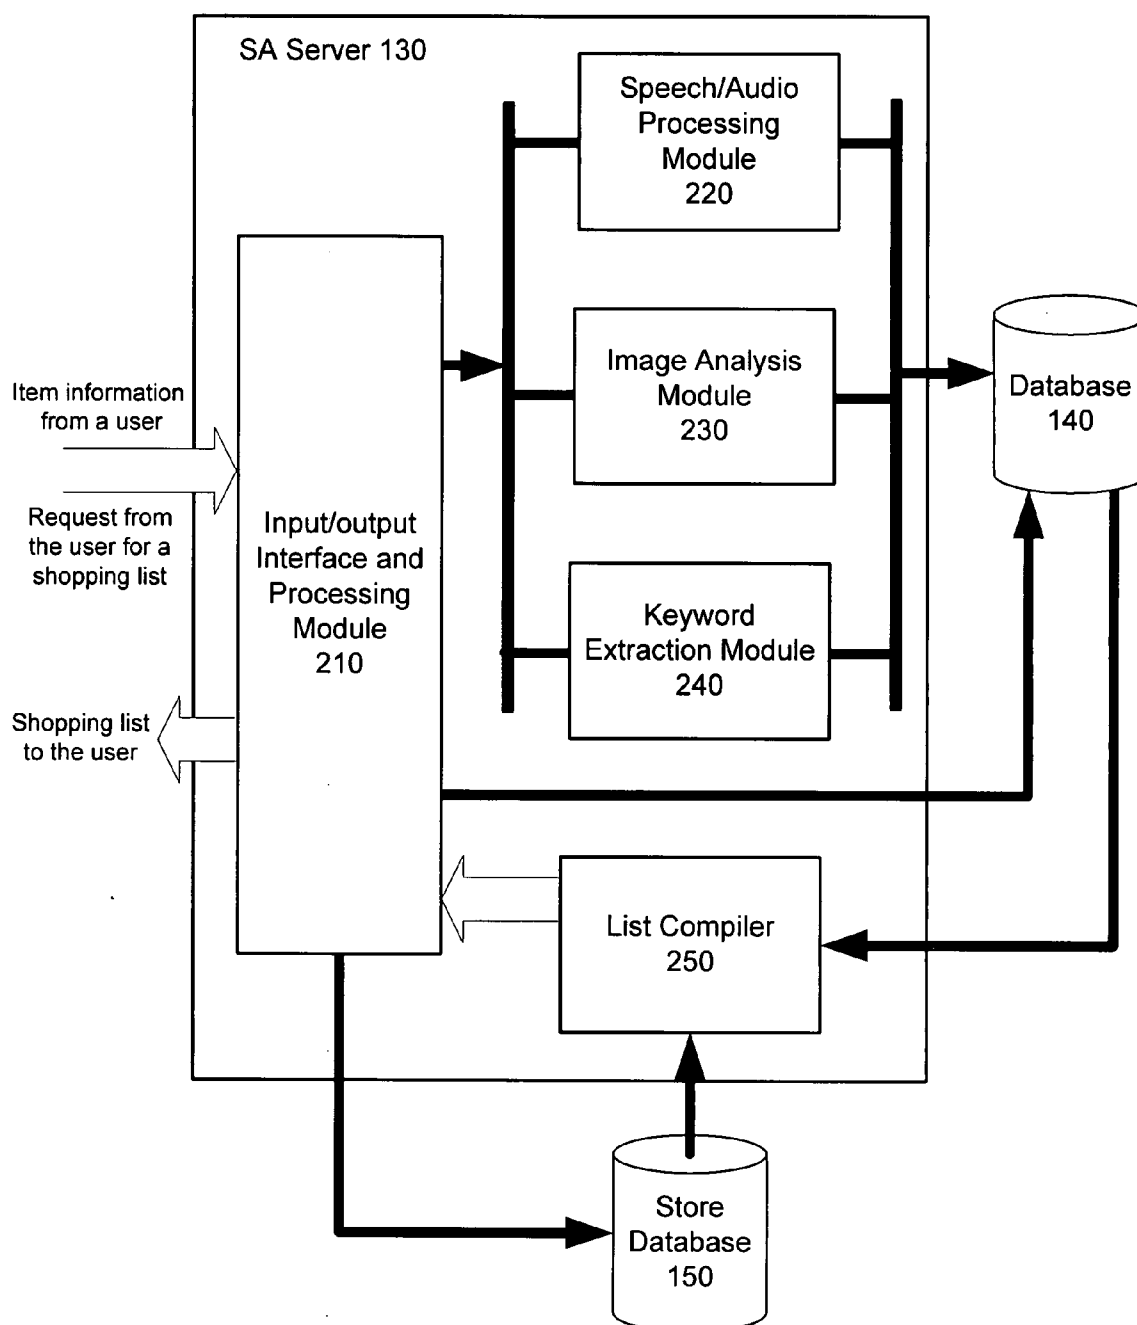 SA Server 130
Speech/Audio
Processing
Module
220
Image Analysis
Module
230
Database
140
Item information
from a user
Request from
the user for a
shopping list
Input/output
Interface and
Processing
Module
210
Keyword
Extraction Module
240
Shopping list
to the user
List Compiler
250
Store
Database
150